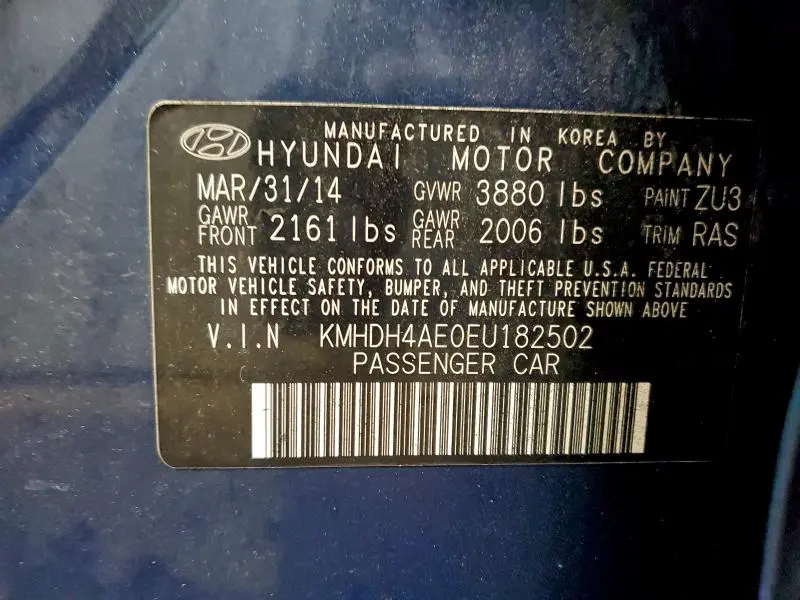 MANUFACTURED IN KOREA BY
HYUNDAI MOTOR COMPANY
MAR/31/14 GVWR 3880 lbs PAINT ZU3
GAWR FRONT 2161 lbs GAWR REAR 2006 lbs TRIM RAS
THIS VEHICLE CONFORMS TO ALL APPLICABLE U.S.A. FEDERAL
MOTOR VEHICLE SAFETY, BUMPER, AND THEFT PREVENTION STANDARDS
IN EFFECT ON THE DATE OF MANUFACTURE SHOWN ABOVE
V.I.N KMHDH4AE0EU182502
PASSENGER CAR